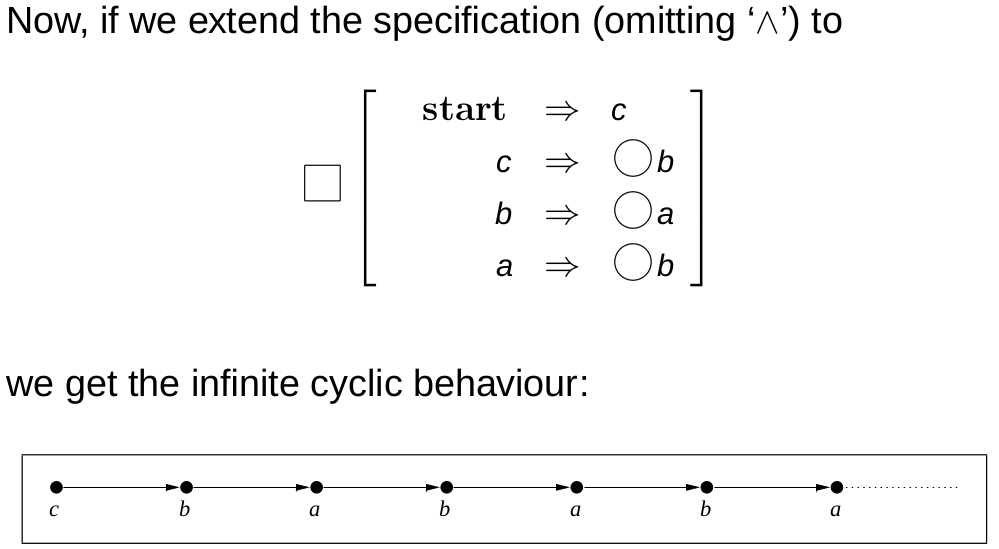 Now, if we extend the specification (omitting ‘∧’) to
start ⇒ c
c ⇒ ○b
□ b ⇒ ○a
a ⇒ ○b
we get the infinite cyclic behaviour:
c b a b a b a